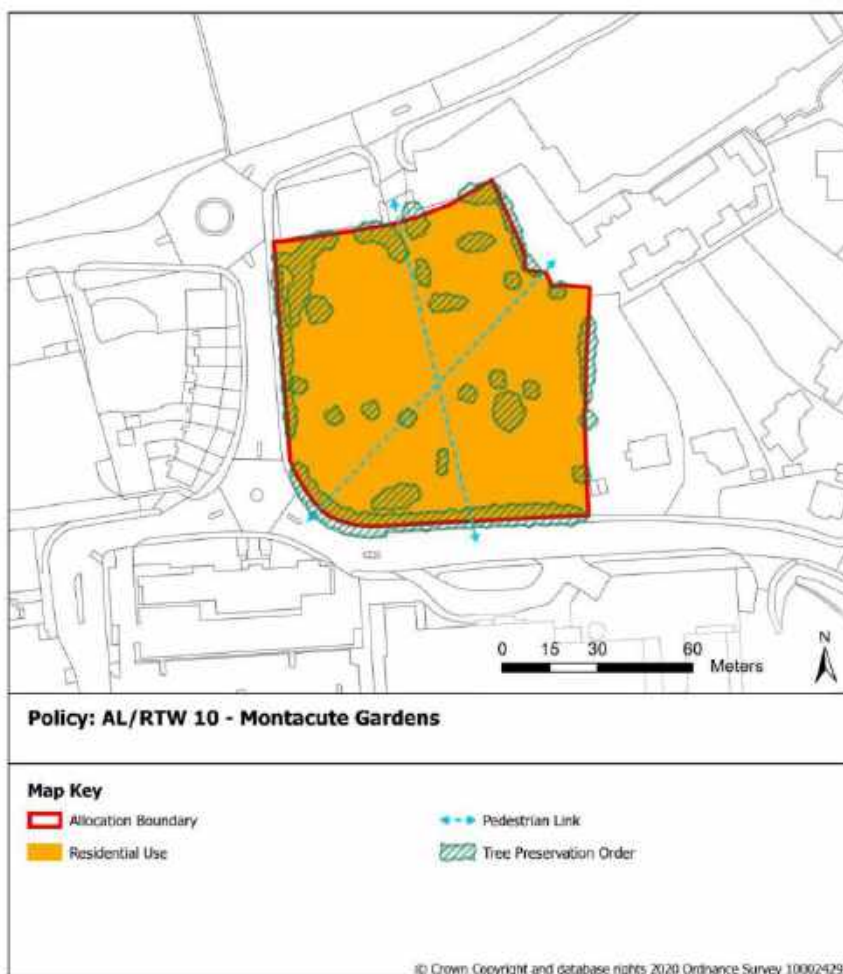 N
0 15 30 60
Meters
Policy: AL/RTW 10 - Montacute Gardens
Map Key
Allocation Boundary
Pedestrian Link
Residential Use
Tree Preservation Order
© Crown Copyright and database rights 2020 Ordnance Survey 10002429